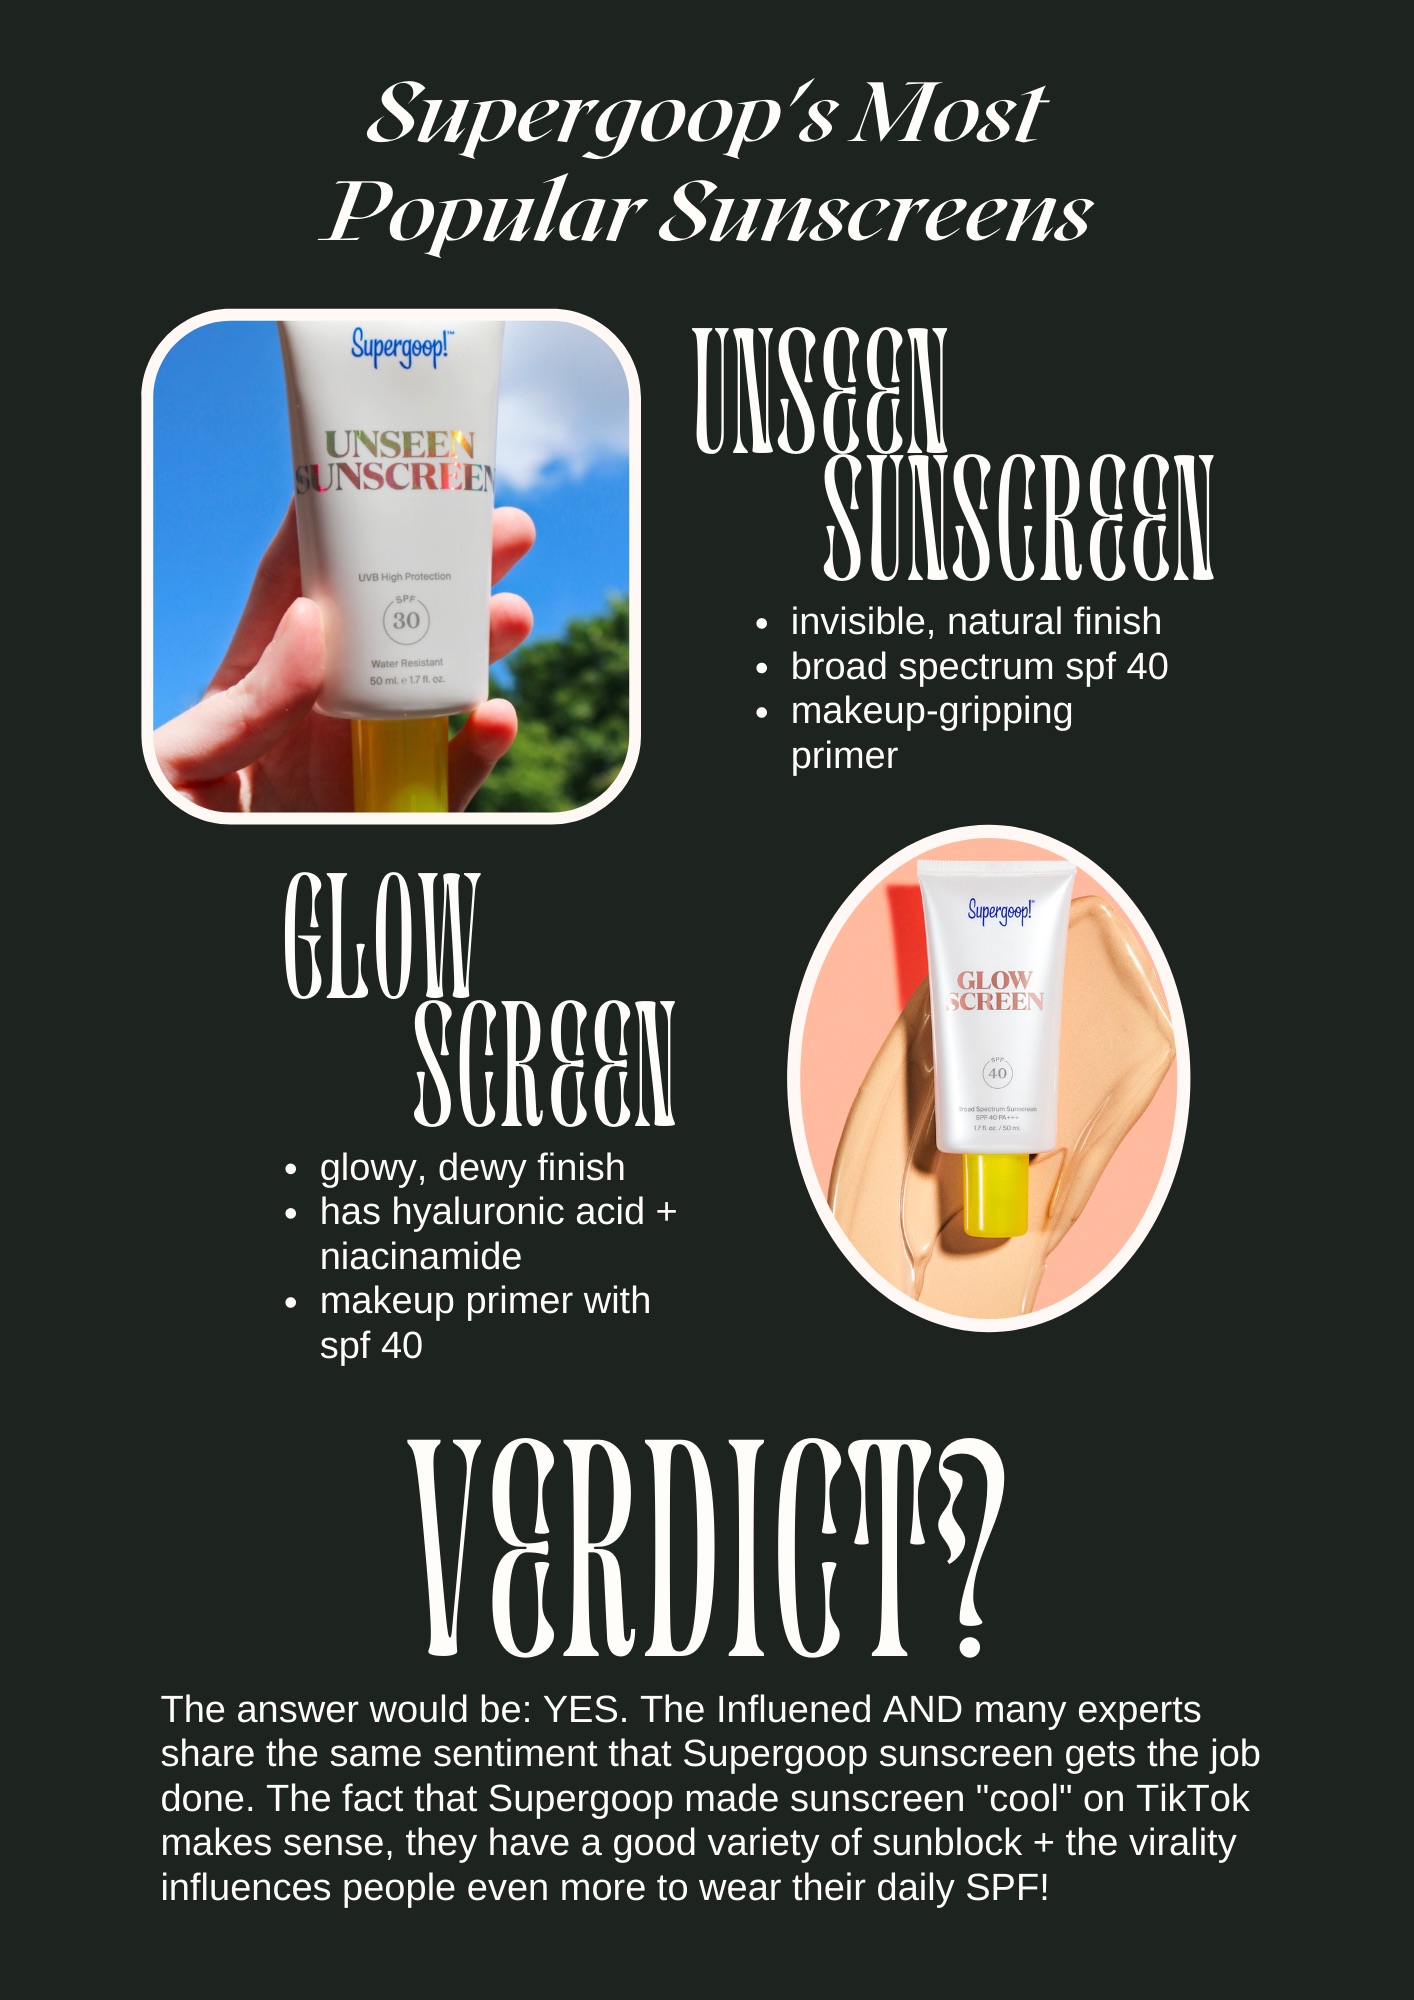 Supergoop's Most
Popular Sunscreens
Supergoop!™
UNSEEN
SUNSCREEN
UVB High Protection
SPF
30
Water Resistant
50 ml. e 1.7 fl. oz.
UNSEEN
SUNSCREEN
• invisible, natural finish
• broad spectrum spf 40
• makeup-gripping
primer
GLOW
SCREEN
• glowy, dewy finish
• has hyaluronic acid +
niacinamide
• makeup primer with
spf 40
Supergoop!
GLOW
SCREEN
SPF
40
Broad Spectrum Sunscreen
SPF 40 PA+++
1.7 fl. oz. / 50 ml.
VERDICT?
The answer would be: YES. The Influened AND many experts
share the same sentiment that Supergoop sunscreen gets the job
done. The fact that Supergoop made sunscreen "cool" on TikTok
makes sense, they have a good variety of sunblock + the virality
influences people even more to wear their daily SPF!